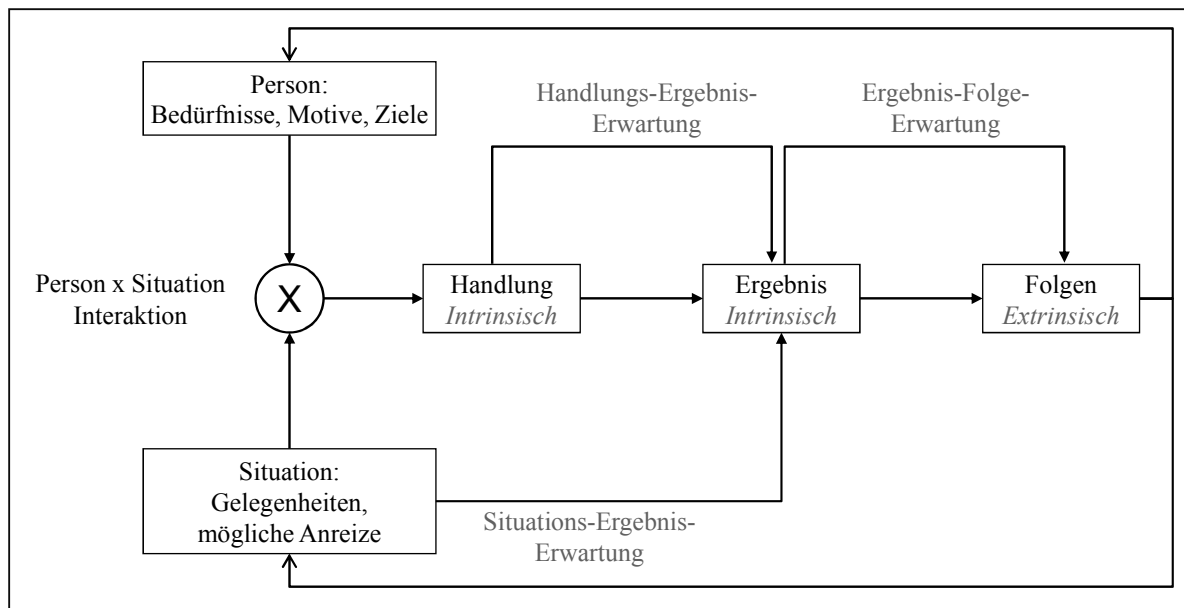 Person:
Bedürfnisse, Motive, Ziele
Handlungs-Ergebnis-
Erwartung
Ergebnis-Folge-
Erwartung
Person x Situation
Interaktion
X
Handlung
Intrinsisch
Ergebnis
Intrinsisch
Folgen
Extrinsisch
Situation:
Gelegenheiten,
mögliche Anreize
Situations-Ergebnis-
Erwartung